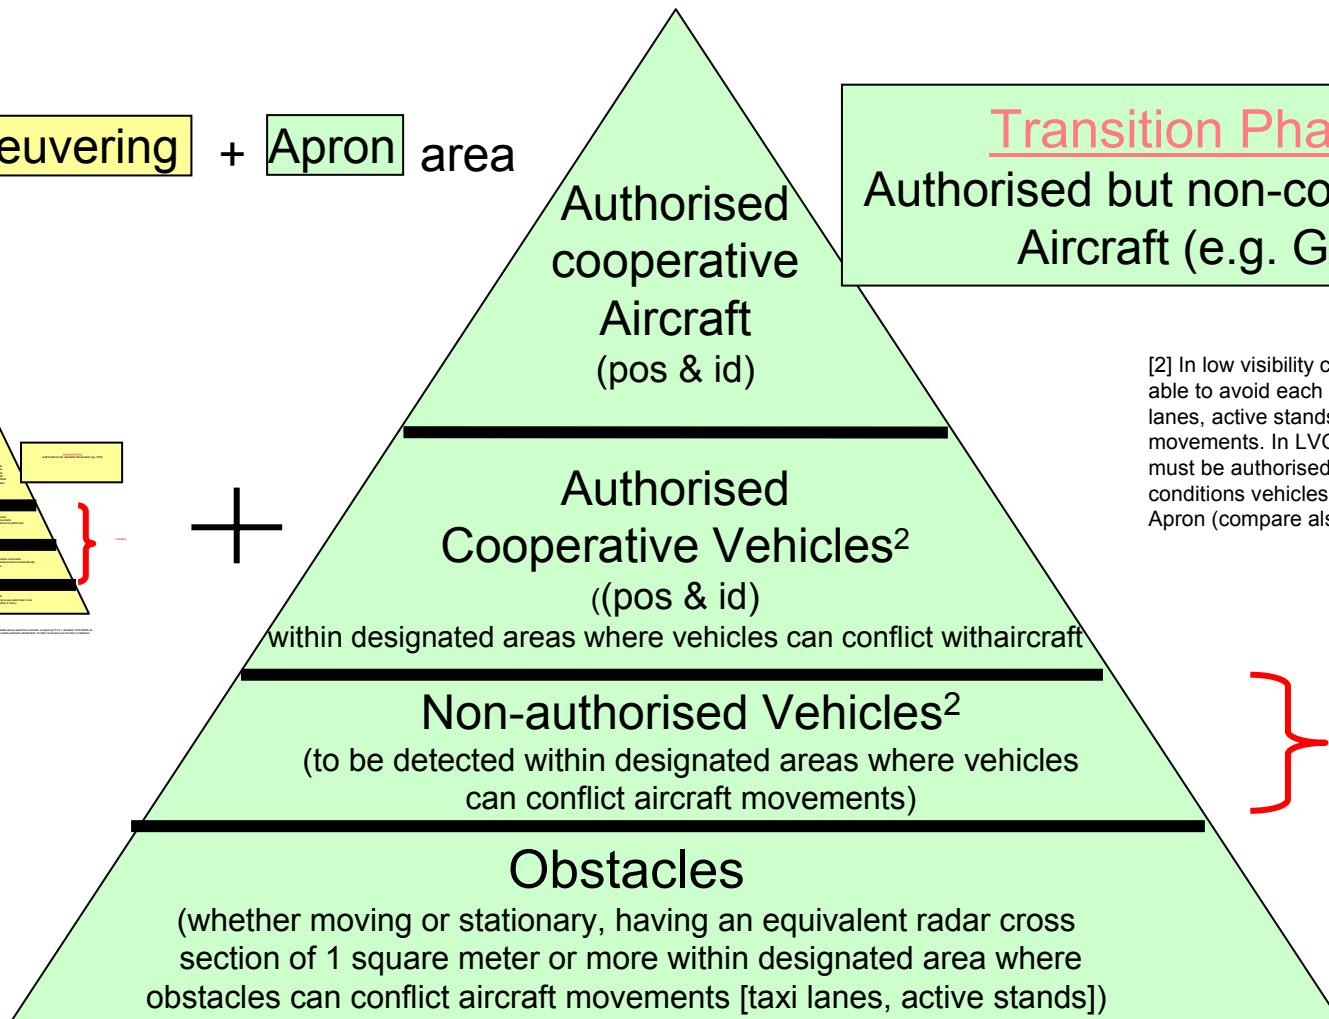 euvering + Apron area
Transition Pha
Authorised but non-co
Aircraft (e.g. G
Authorised
cooperative
Aircraft
(pos & id)
[2] In low visibility c
able to avoid each
lanes, active stands
movements. In LVC
must be authorised
conditions vehicles
Apron (compare als
+
Authorised
Cooperative Vehicles²
((pos & id)
within designated areas where vehicles can conflict withaircraft
Non-authorised Vehicles²
(to be detected within designated areas where vehicles
can conflict aircraft movements)
Obstacles
(whether moving or stationary, having an equivalent radar cross
section of 1 square meter or more within designated area where
obstacles can conflict aircraft movements [taxi lanes, active stands])